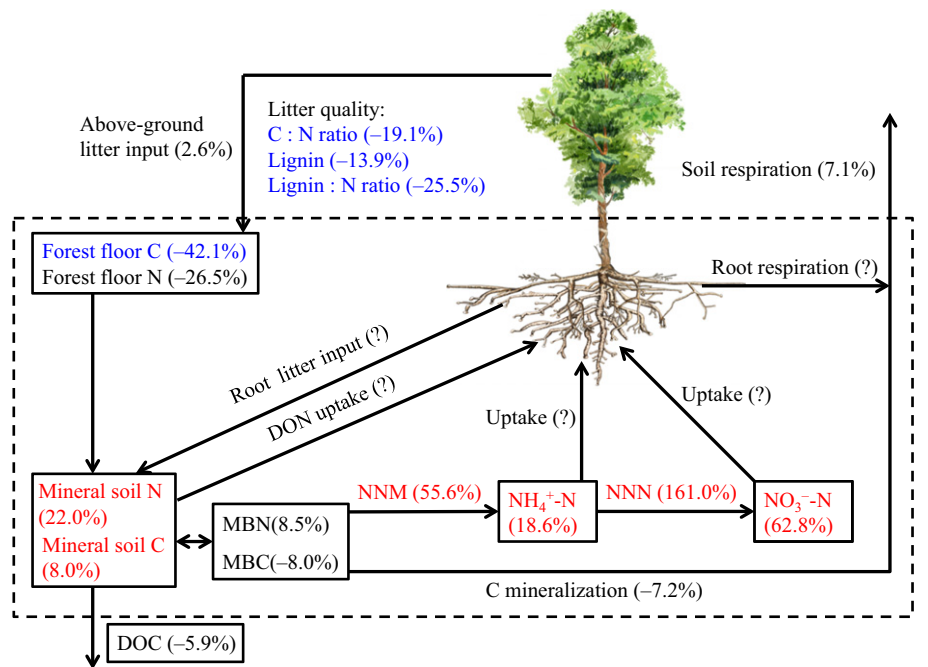 Above-ground
litter input (2.6%)
Litter quality:
C : N ratio (–19.1%)
Lignin (–13.9%)
Lignin : N ratio (–25.5%)
Soil respiration (7.1%)
Forest floor C (–42.1%)
Forest floor N (–26.5%)
Root respiration (?)
Root litter input (?)
DON uptake (?)
Uptake (?)
Uptake (?)
Mineral soil N
(22.0%)
Mineral soil C
(8.0%)
MBN(8.5%)
MBC(–8.0%)
NNM (55.6%)
NH₄⁺-N
(18.6%)
NNN (161.0%)
NO₃⁻-N
(62.8%)
C mineralization (–7.2%)
DOC (–5.9%)